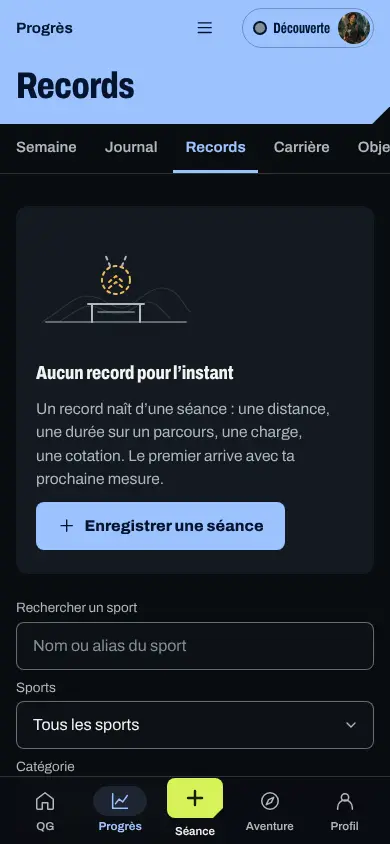 Progrès
Découverte
Records
Semaine Journal Records Carrière Obje
Aucun record pour l’instant
Un record naît d’une séance : une distance,
une durée sur un parcours, une charge,
une cotation. Le premier arrive avec ta
prochaine mesure.
Enregistrer une séance
Rechercher un sport
Nom ou alias du sport
Sports
Tous les sports
Catégorie
QG Progrès Séance Aventure Profil